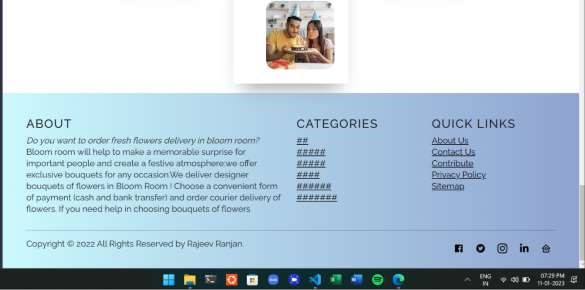 ABOUT
Do you want to order fresh flowers delivery in bloom room?
Bloom room will help to make a memorable surprise for
important people and create a festive atmosphere:we offer
exclusive bouquets for any occasion.We deliver designer
bouquets of flowers in Bloom Room ! Choose a convenient form
of payment (cash and bank transfer) and order courier delivery of
flowers. If you need help in choosing bouquets of flowers
CATEGORIES
##
#####
#####
####
######
#######
QUICK LINKS
About Us
Contact Us
Contribute
Privacy Policy
Sitemap
Copyright © 2022 All Rights Reserved by Rajeev Ranjan.
ENG
IN
07:29 PM
11-01-2023